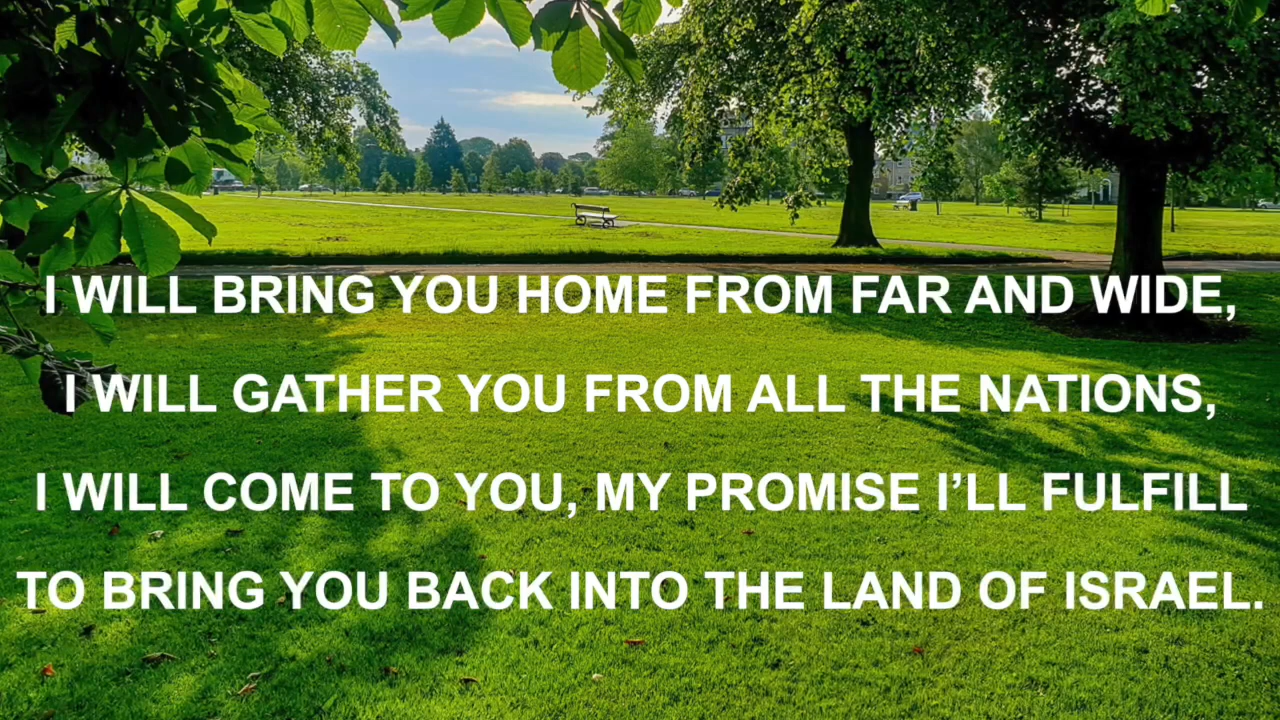 I WILL BRING YOU HOME FROM FAR AND WIDE,
I WILL GATHER YOU FROM ALL THE NATIONS,
I WILL COME TO YOU, MY PROMISE I’LL FULFILL
TO BRING YOU BACK INTO THE LAND OF ISRAEL.